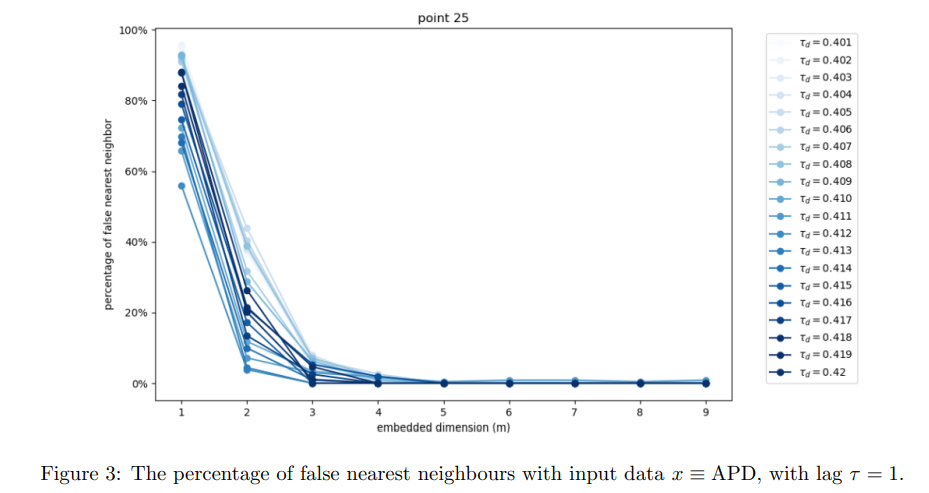 point 25
100%
80%
60%
40%
20%
0%
percentage of false nearest neighbor
1 2 3 4 5 6 7 8 9
embedded dimension (m)
τd = 0.401
τd = 0.402
τd = 0.403
τd = 0.404
τd = 0.405
τd = 0.406
τd = 0.407
τd = 0.408
τd = 0.409
τd = 0.410
τd = 0.411
τd = 0.412
τd = 0.413
τd = 0.414
τd = 0.415
τd = 0.416
τd = 0.417
τd = 0.418
τd = 0.419
τd = 0.42
Figure 3: The percentage of false nearest neighbours with input data x ≡ APD, with lag τ = 1.